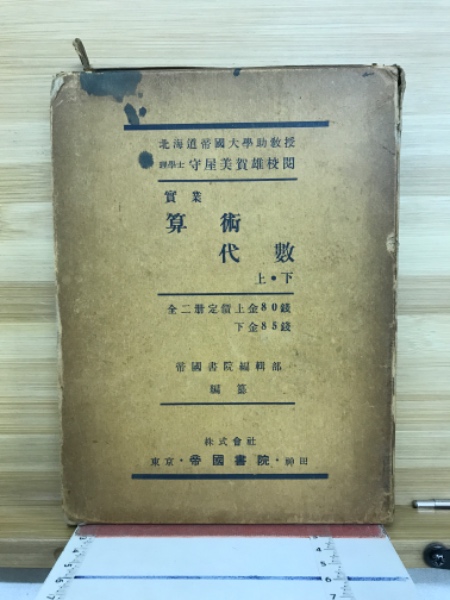 北海道帝國大學助教授
理學士 守屋美賀雄校閲
實業
算術
代數
上・下
全二册定價上金80錢
下金85錢
帝國書院編輯部
編纂
株式會社
東京・帝國書院・神田